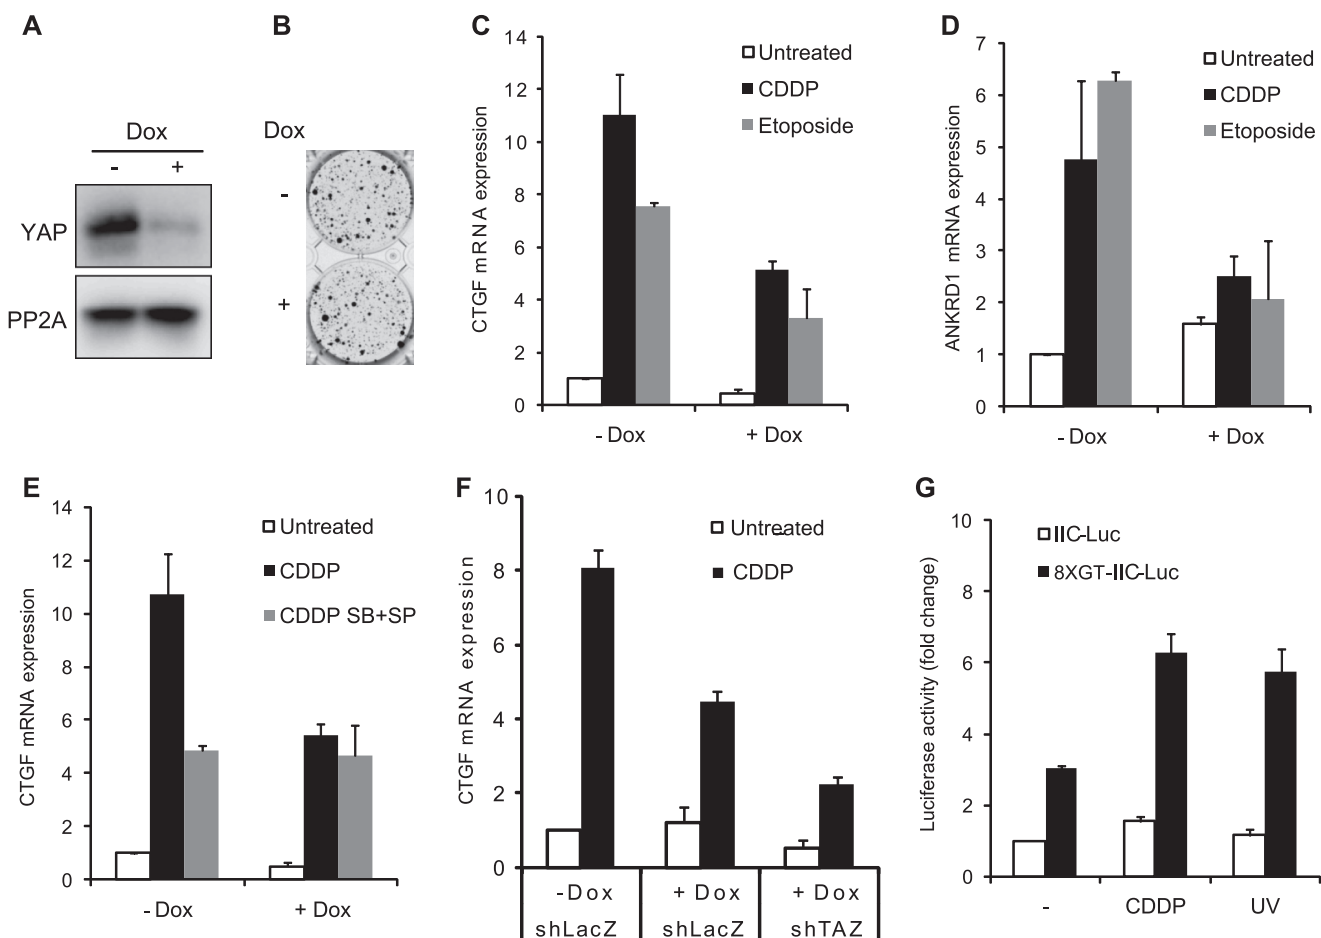 A
Dox
- +
YAP
PP2A
B
Dox
-
+
C
CTGF mRNA expression
14
12
10
8
6
4
2
0
Untreated
CDDP
Etoposide
- Dox
+ Dox
D
ANKRD1 mRNA expression
7
6
5
4
3
2
1
0
Untreated
CDDP
Etoposide
- Dox
+ Dox
E
CTGF mRNA expression
14
12
10
8
6
4
2
0
Untreated
CDDP
CDDP SB+SP
- Dox
+ Dox
F
CTGF mRNA expression
10
8
6
4
2
0
Untreated
CDDP
-Dox + Dox + Dox
shLacZ shLacZ shTAZ
G
Luciferase activity (fold change)
10
8
6
4
2
0
IIC-Luc
8XGT-IIC-Luc
- CDDP UV